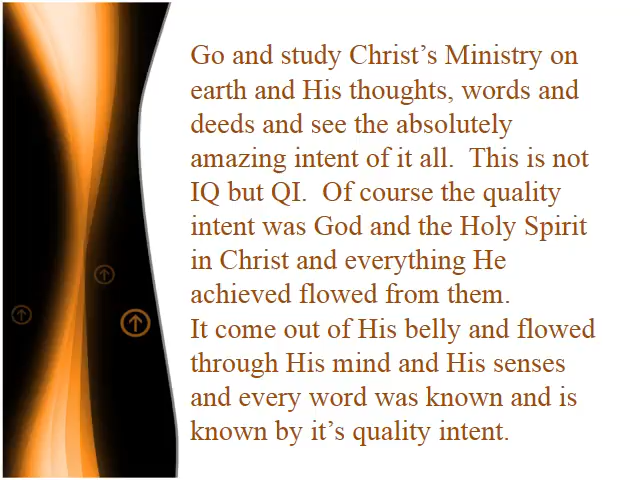 Go and study Christ's Ministry on
earth and His thoughts, words and
deeds and see the absolutely
amazing intent of it all.  This is not
IQ but QI.  Of course the quality
intent was God and the Holy Spirit
in Christ and everything He
achieved flowed from them.
It come out of His belly and flowed
through His mind and His senses
and every word was known and is
known by it's quality intent.